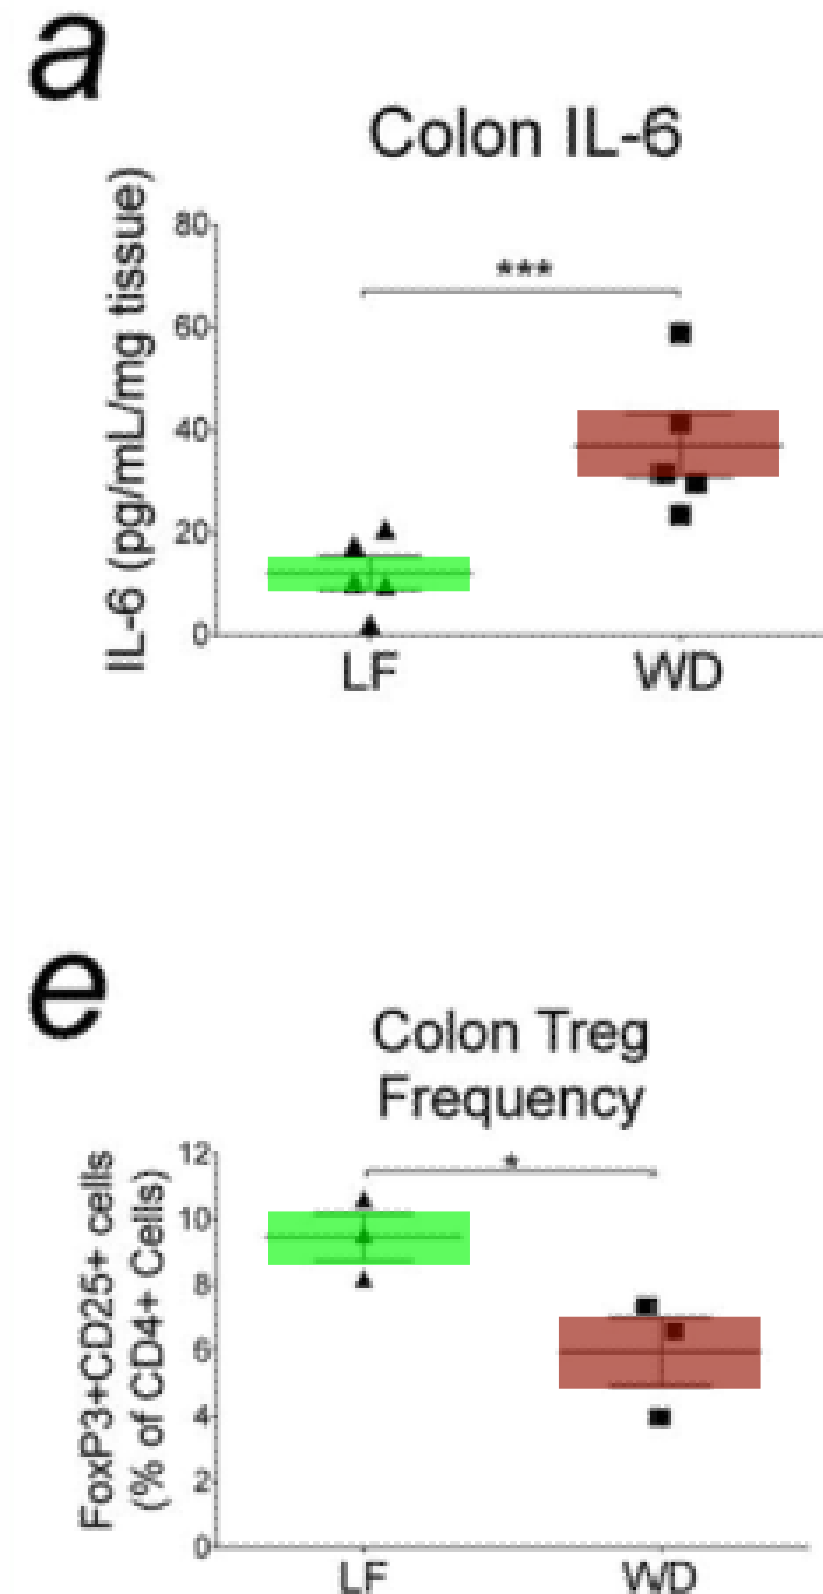 a
Colon IL-6
IL-6 (pg/mL/mg tissue)
80
***
60
40
20
0
LF WD
e
Colon Treg
Frequency
FoxP3+CD25+ cells
(% of CD4+ Cells)
12
*
10
8
6
4
2
0
LF WD